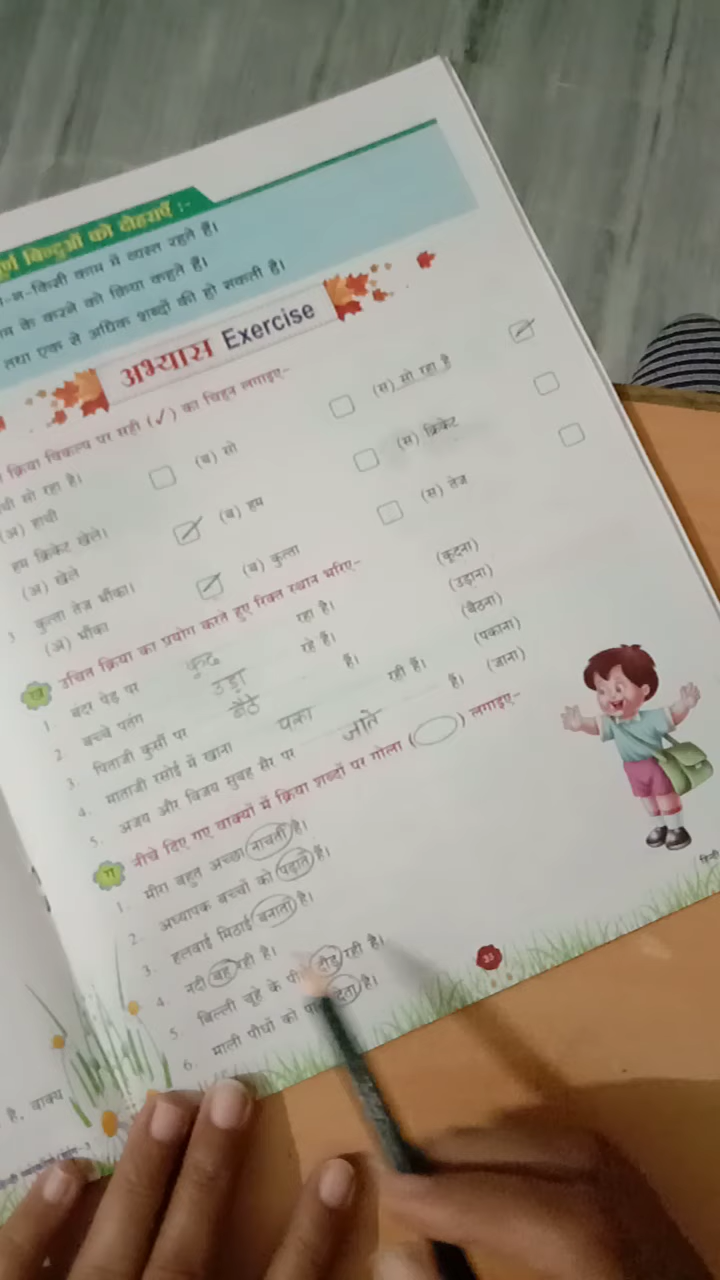 पूर्ण बिन्दुओं को दोहराएँ :-
किसी काम में व्यस्त रहते हैं।
के करने को क्रिया कहते हैं।
तथा एक से अधिक शब्दों की हो सकती है।
अभ्यास Exercise
क्रिया विकल्प पर सही (✓) का चिह्न लगाइए-
सो रहा है।
(अ) हाथी (ब) सो (स) सो रहा है
हम क्रिकेट खेले।
(अ) खेले (ब) हम (स) क्रिकेट
3 कुत्ता तेज भौंका।
(अ) भौंका (ब) कुत्ता (स) तेज
ख उचित क्रिया का प्रयोग करते हुए रिक्त स्थान भरिए-
1. बंदर पेड़ पर कुद रहा है। (कूदना)
2. बच्चे पतंग उड़ा रहे हैं। (उड़ाना)
3. पिताजी कुर्सी पर बैठे हैं। (बैठना)
4. माताजी रसोई में खाना पका रही हैं। (पकाना)
5. अजय और विजय सुबह सैर पर जाते हैं। (जाना)
ग नीचे दिए गए वाक्यों में क्रिया शब्दों पर गोला ( ) लगाइए-
1. मीरा बहुत अच्छा नाचती है।
2. अध्यापक बच्चों को पढ़ाते हैं।
3. हलवाई मिठाई बनाता है।
4. नदी बह रही है।
5. बिल्ली चूहे के दौड़ रही है।
6. माली पौधों को देता है।
33
हिन्दी
है, वाक्य